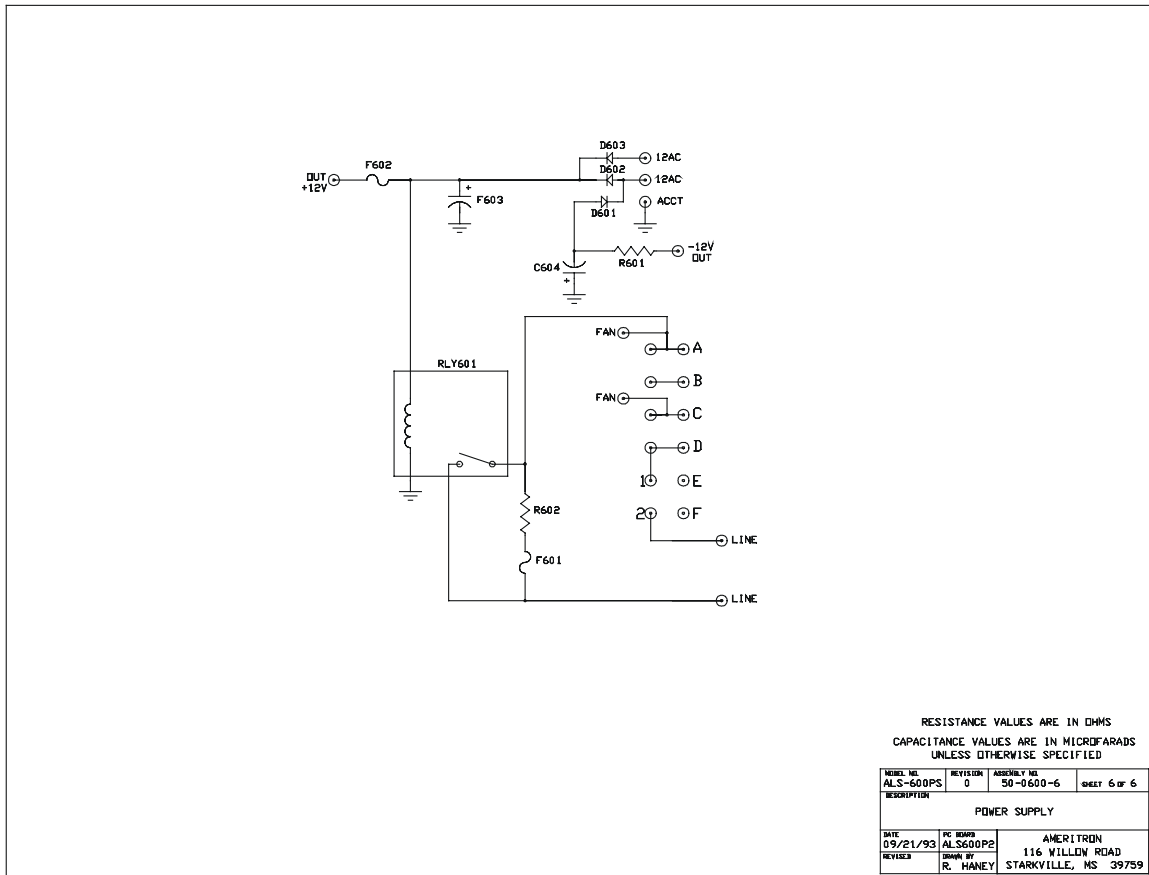 D603
12AC
F602
D602
OUT
+12V
12AC
+
F603
ACCT
D601
-12V
OUT
C604
R601
+
FAN
A
RLY601
B
FAN
C
D
1
E
R602
2
F
LINE
F601
LINE
RESISTANCE VALUES ARE IN OHMS
CAPACITANCE VALUES ARE IN MICROFARADS
UNLESS OTHERWISE SPECIFIED
MODEL NO. REVISION ASSEMBLY NO.
ALS-600PS 0 50-0600-6 SHEET 6 OF 6
DESCRIPTION
POWER SUPPLY
DATE PC BOARD
09/21/93 ALS600P2
REVISED DRAWN BY
R. HANEY
AMERITRON
116 WILLOW ROAD
STARKVILLE, MS 39759